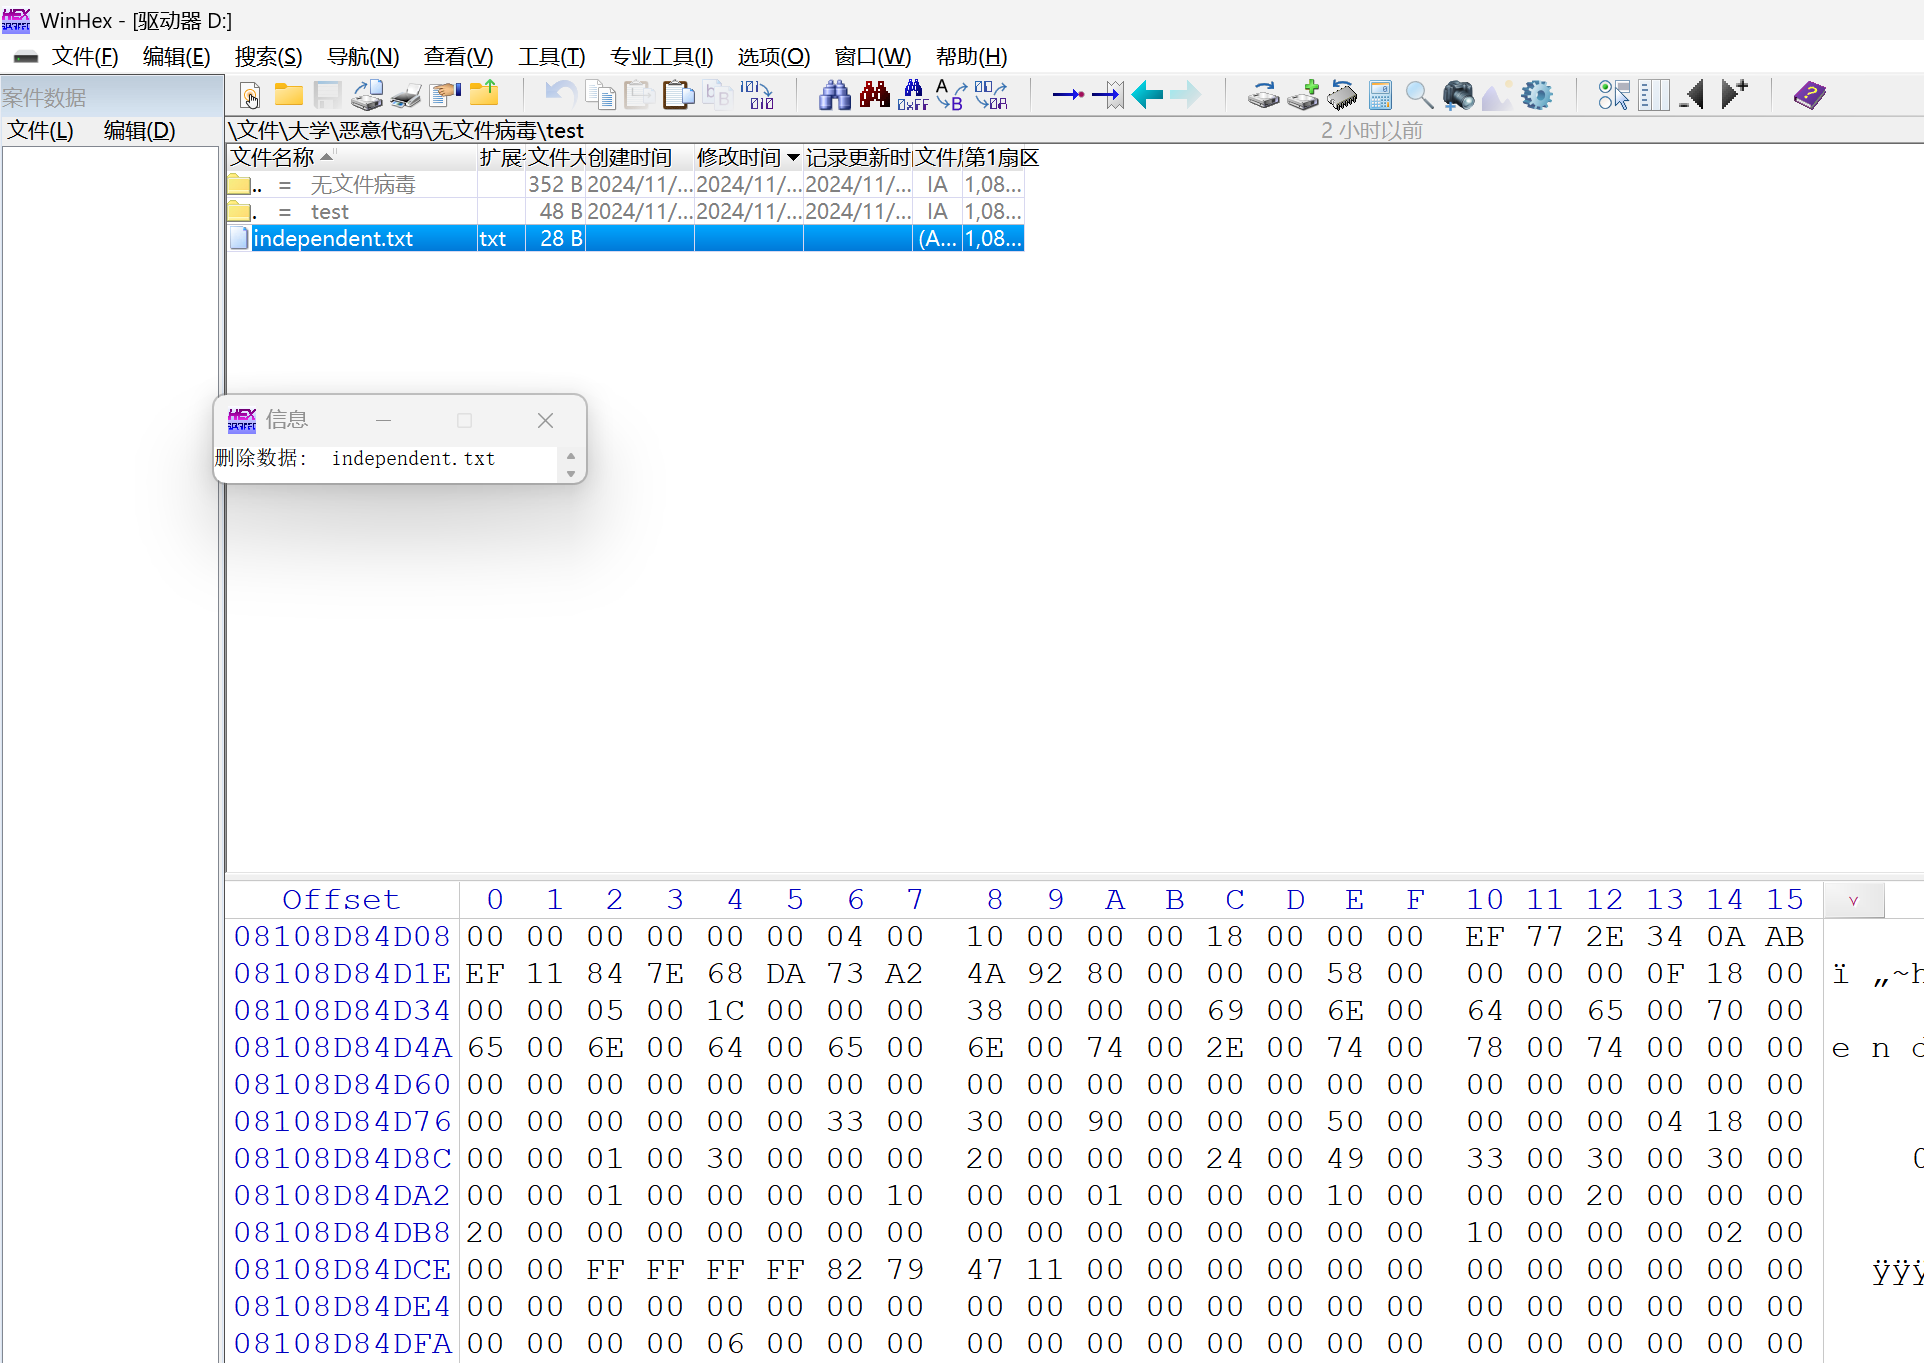 WinHex - [驱动器 D:]
文件(F) 编辑(E) 搜索(S) 导航(N) 查看(V) 工具(T) 专业工具(I) 选项(O) 窗口(W) 帮助(H)
案件数据
文件(L) 编辑(D)
\文件\大学\恶意代码\无文件病毒\test 2 小时以前
文件名称 扩展 文件大 创建时间 修改时间 记录更新时 文件 第1扇区
.. = 无文件病毒 352 B 2024/11/... 2024/11/... 2024/11/... IA 1,08...
. = test 48 B 2024/11/... 2024/11/... 2024/11/... IA 1,08...
independent.txt txt 28 B (A... 1,08...
信息
删除数据: independent.txt
Offset 0 1 2 3 4 5 6 7 8 9 A B C D E F 10 11 12 13 14 15
08108D84D08 00 00 00 00 00 00 04 00 10 00 00 00 18 00 00 00 EF 77 2E 34 0A AB
08108D84D1E EF 11 84 7E 68 DA 73 A2 4A 92 80 00 00 00 58 00 00 00 00 0F 18 00 ï „~h
08108D84D34 00 00 05 00 1C 00 00 00 38 00 00 00 69 00 6E 00 64 00 65 00 70 00
08108D84D4A 65 00 6E 00 64 00 65 00 6E 00 74 00 2E 00 74 00 78 00 74 00 00 00 e n d
08108D84D60 00 00 00 00 00 00 00 00 00 00 00 00 00 00 00 00 00 00 00 00 00 00
08108D84D76 00 00 00 00 00 00 33 00 30 00 90 00 00 00 50 00 00 00 00 04 18 00
08108D84D8C 00 00 01 00 30 00 00 00 20 00 00 00 24 00 49 00 33 00 30 00 30 00 0
08108D84DA2 00 00 01 00 00 00 00 10 00 00 01 00 00 00 10 00 00 00 20 00 00 00
08108D84DB8 20 00 00 00 00 00 00 00 00 00 00 00 00 00 00 00 10 00 00 00 02 00
08108D84DCE 00 00 FF FF FF FF 82 79 47 11 00 00 00 00 00 00 00 00 00 00 00 00 ÿÿÿ
08108D84DE4 00 00 00 00 00 00 00 00 00 00 00 00 00 00 00 00 00 00 00 00 00 00
08108D84DFA 00 00 00 00 06 00 00 00 00 00 00 00 00 00 00 00 00 00 00 00 00 00